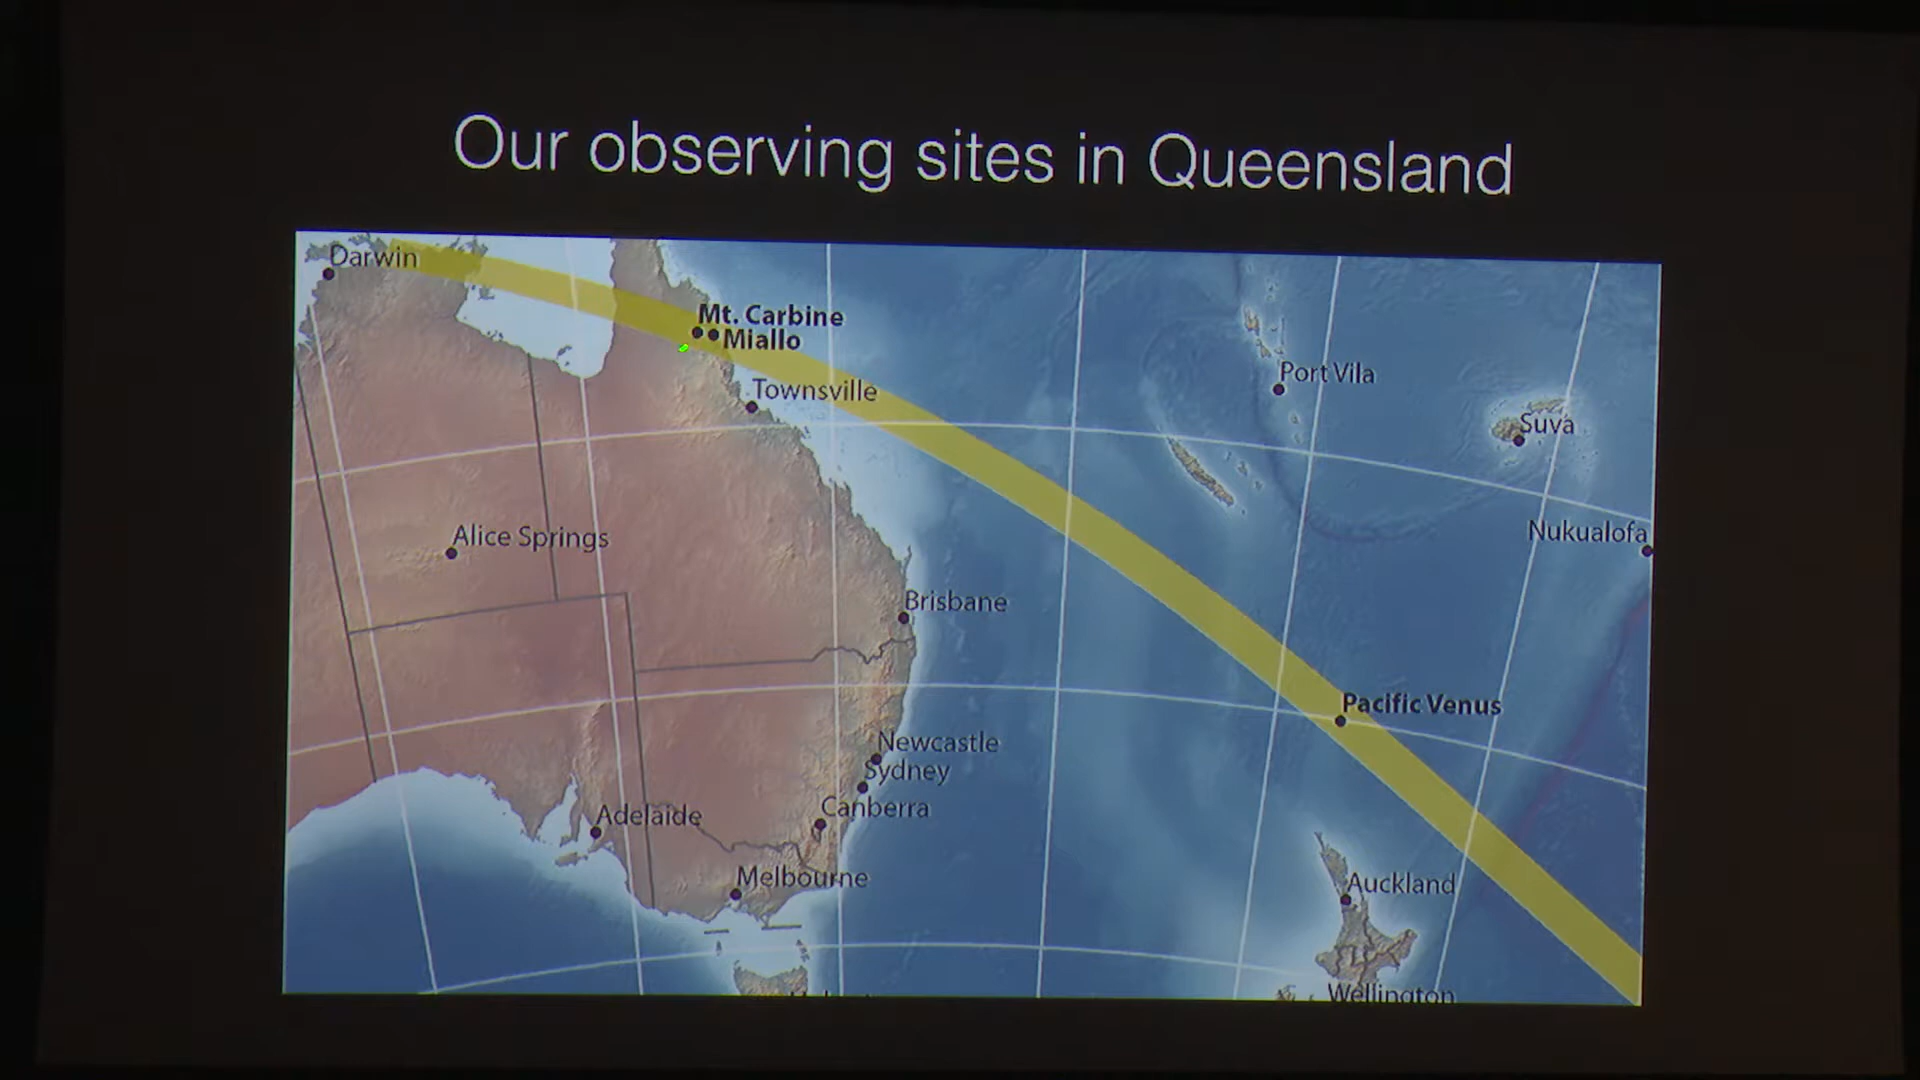 Our observing sites in Queensland
Darwin
Mt. Carbine
Miallo
Townsville
Port Vila
Suva
Nukualofa
Alice Springs
Brisbane
Pacific Venus
Newcastle
Sydney
Canberra
Adelaide
Melbourne
Auckland
Wellington